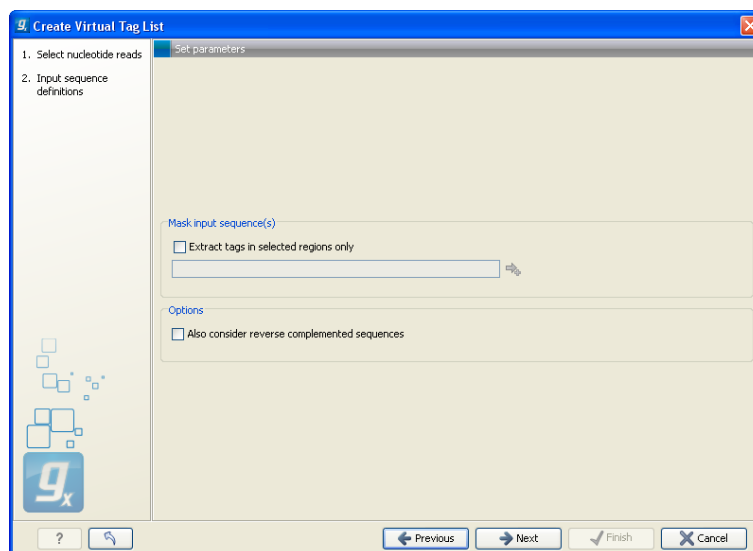 Create Virtual Tag List
1. Select nucleotide reads
2. Input sequence
definitions
Set parameters
Mask input sequence(s)
Extract tags in selected regions only
Options
Also consider reverse complemented sequences
gx
?
Previous
Next
Finish
Cancel